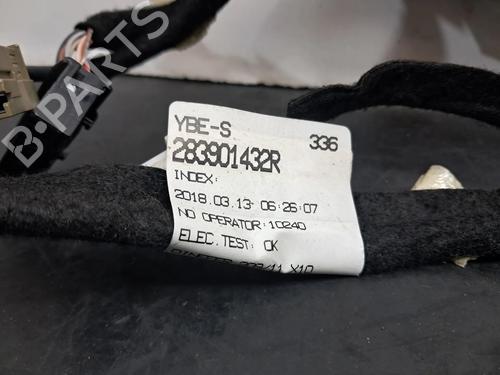 B-PARTS
YBE-S 336
283901432R
INDEX:
2018.03.13 06:26:07
NO OPERATOR:10240
ELEC.TEST: OK